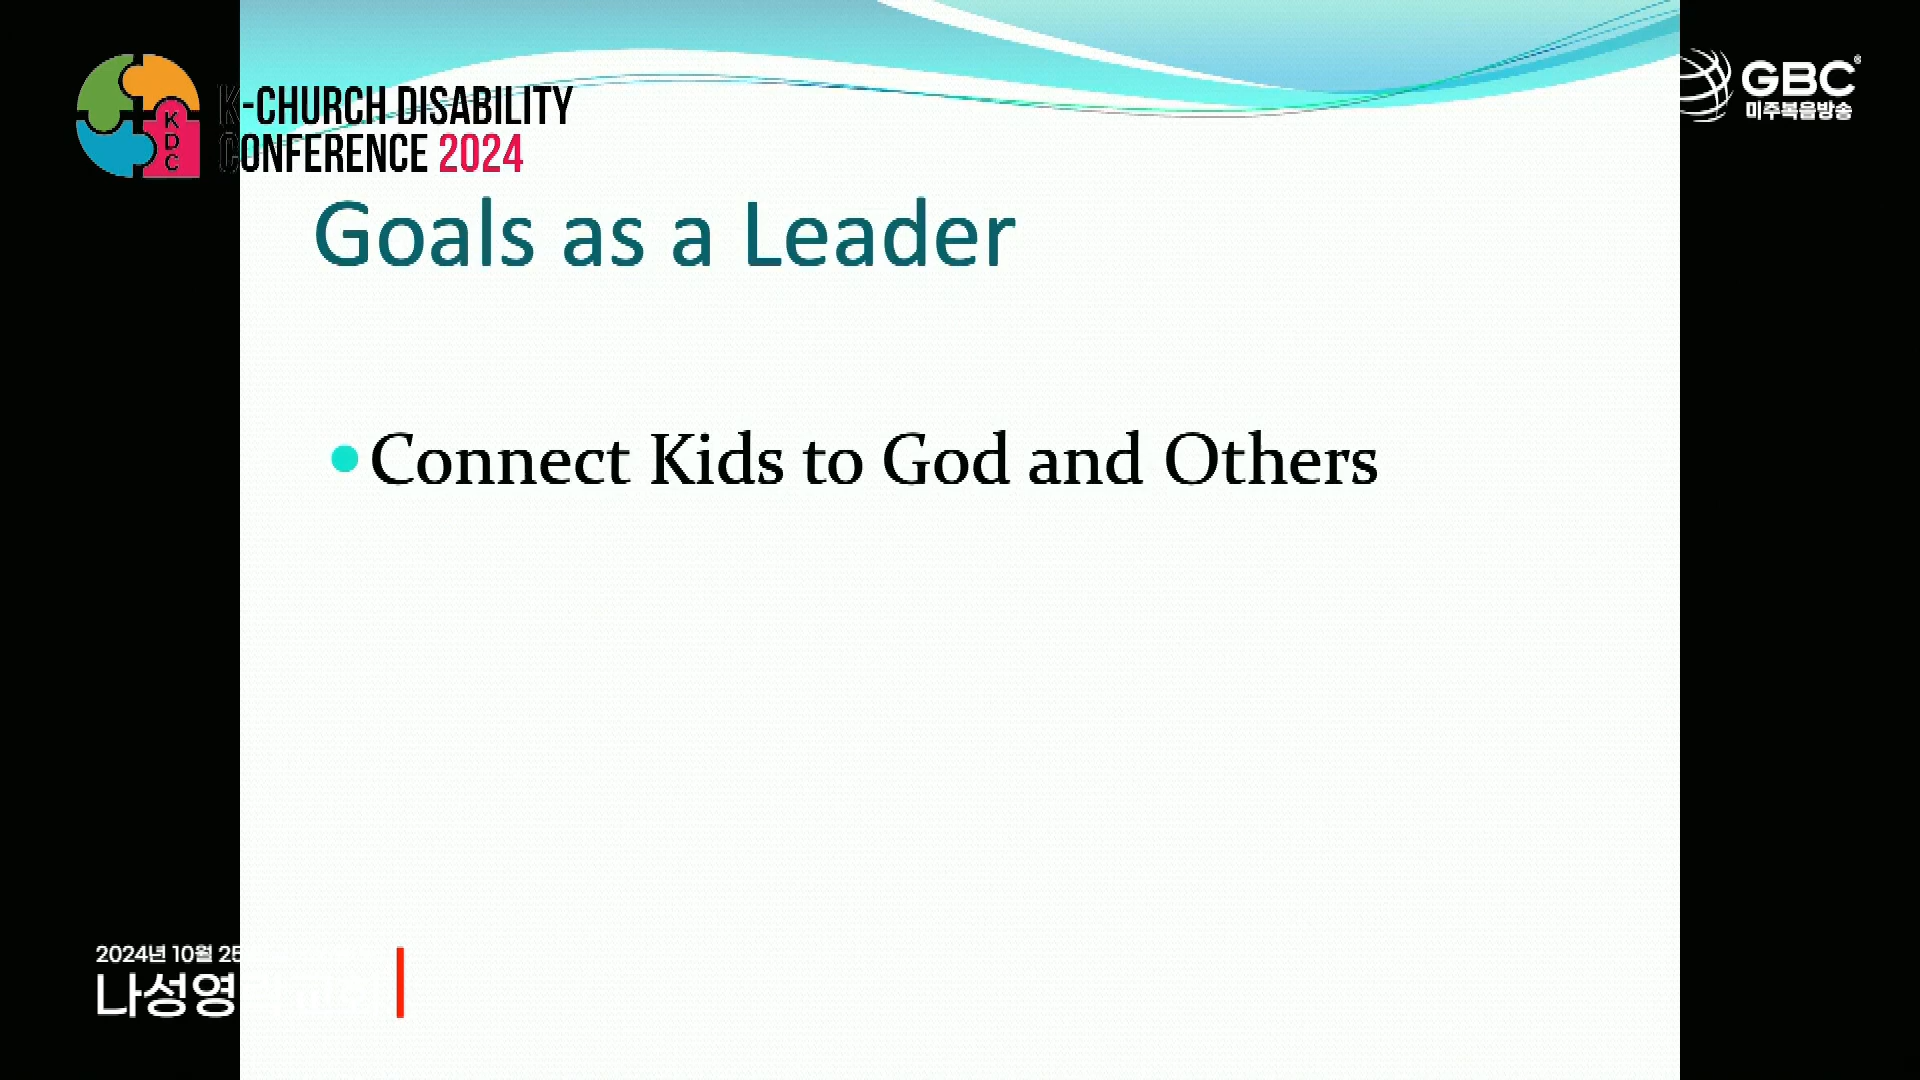 K-CHURCH DISABILITY
CONFERENCE 2024
KDC
GBC®
미주복음방송
Goals as a Leader
• Connect Kids to God and Others
2024년 10월 25
나성영